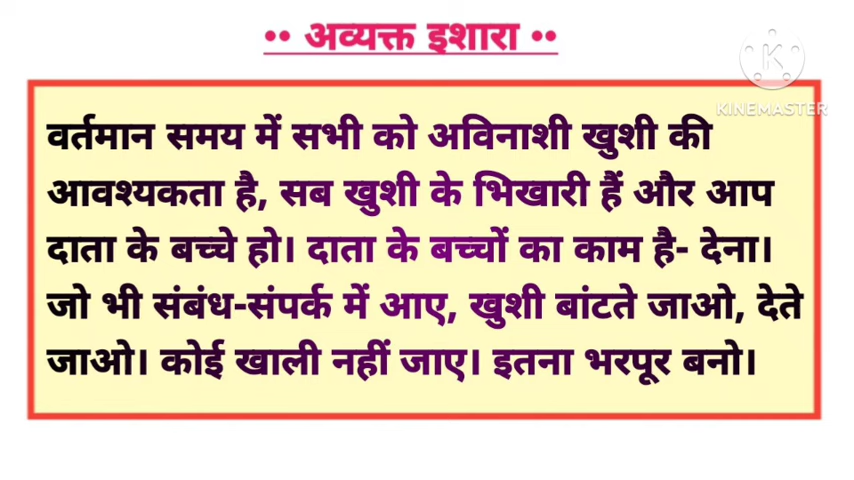 •• अव्यक्त इशारा ••
KINEMASTER
वर्तमान समय में सभी को अविनाशी खुशी की
आवश्यकता है, सब खुशी के भिखारी हैं और आप
दाता के बच्चे हो। दाता के बच्चों का काम है- देना।
जो भी संबंध-संपर्क में आए, खुशी बांटते जाओ, देते
जाओ। कोई खाली नहीं जाए। इतना भरपूर बनो।